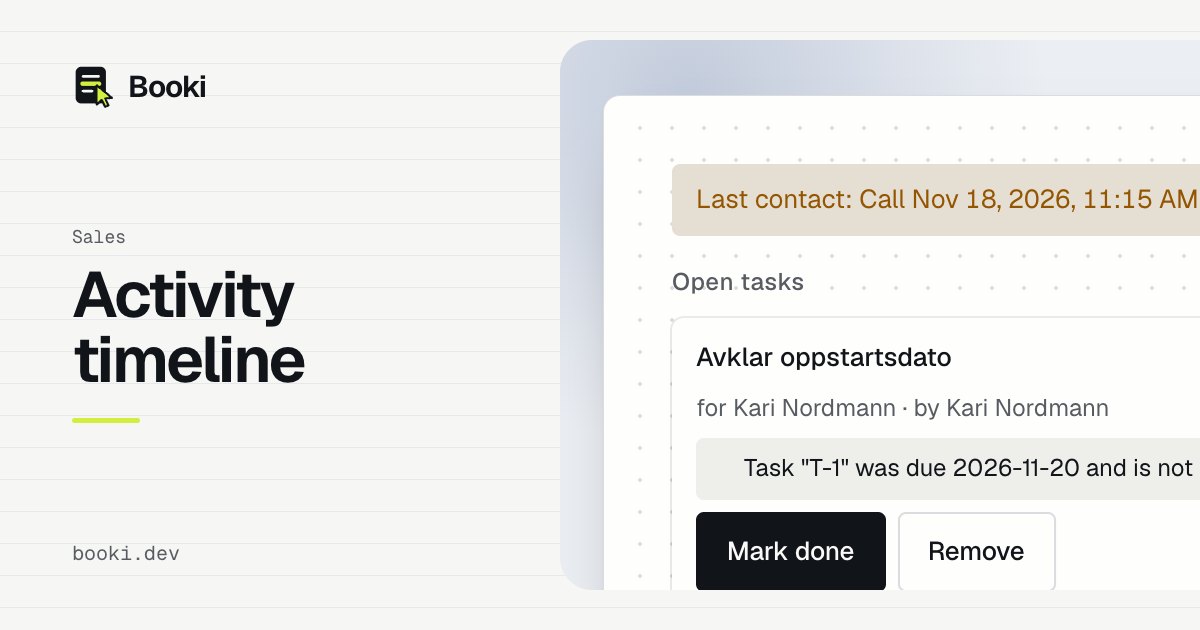 Booki
Sales
Activity
timeline
booki.dev
Last contact: Call Nov 18, 2026, 11:15 AM
Open tasks
Avklar oppstartsdato
for Kari Nordmann · by Kari Nordmann
Task "T-1" was due 2026-11-20 and is not
Mark done
Remove